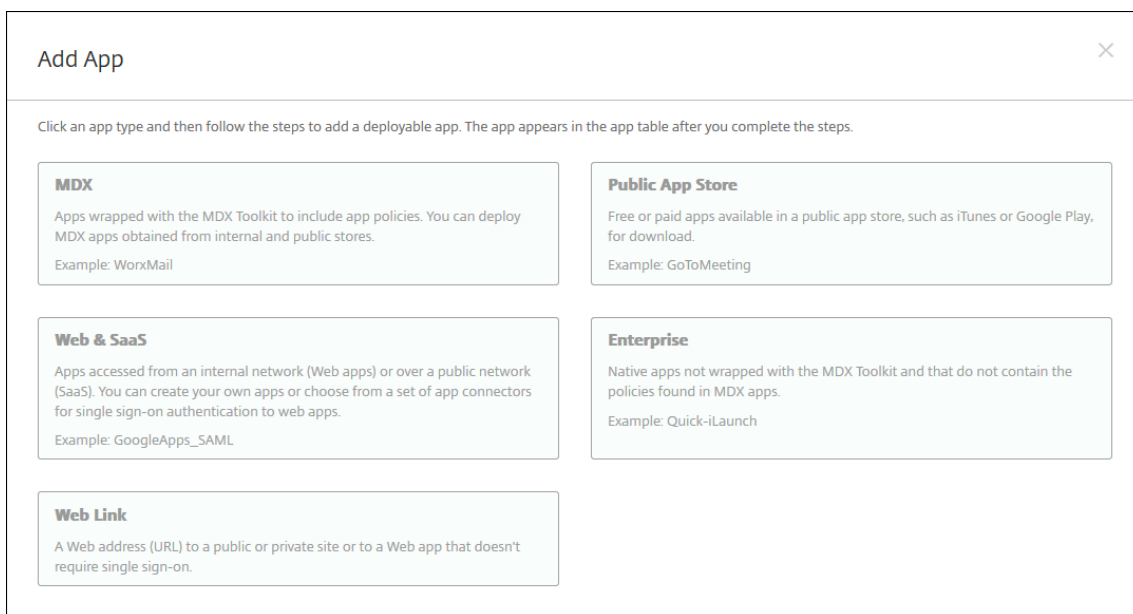 Add App
Click an app type and then follow the steps to add a deployable app. The app appears in the app table after you complete the steps.
MDX
Apps wrapped with the MDX Toolkit to include app policies. You can deploy
MDX apps obtained from internal and public stores.
Example: WorxMail
Public App Store
Free or paid apps available in a public app store, such as iTunes or Google Play,
for download.
Example: GoToMeeting
Web & SaaS
Apps accessed from an internal network (Web apps) or over a public network
(SaaS). You can create your own apps or choose from a set of app connectors
for single sign-on authentication to web apps.
Example: GoogleApps_SAML
Enterprise
Native apps not wrapped with the MDX Toolkit and that do not contain the
policies found in MDX apps.
Example: Quick-iLaunch
Web Link
A Web address (URL) to a public or private site or to a Web app that doesn't
require single sign-on.